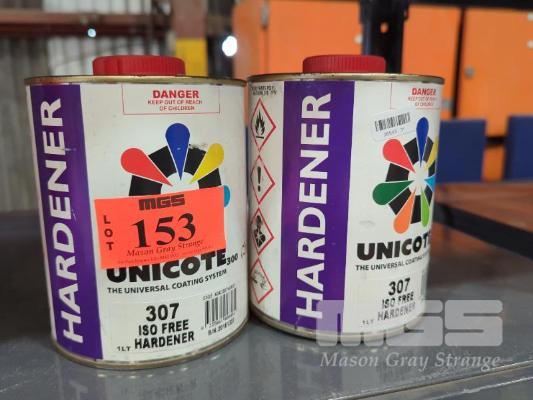 HARDENER
DANGER
KEEP OUT OF REACH
OF CHILDREN
LOT
MGS
153
Mason Gray Strange
UNICOTE 300
THE UNIVERSAL COATING SYSTEM
307
ISO FREE
HARDENER
1LT
HARDENER
DANGER
KEEP OUT OF REACH
OF CHILDREN
UNICOTE
THE UNIVERSAL COATING
307
ISO FREE
HARDENER
1LT
MGS
Mason Gray Strange